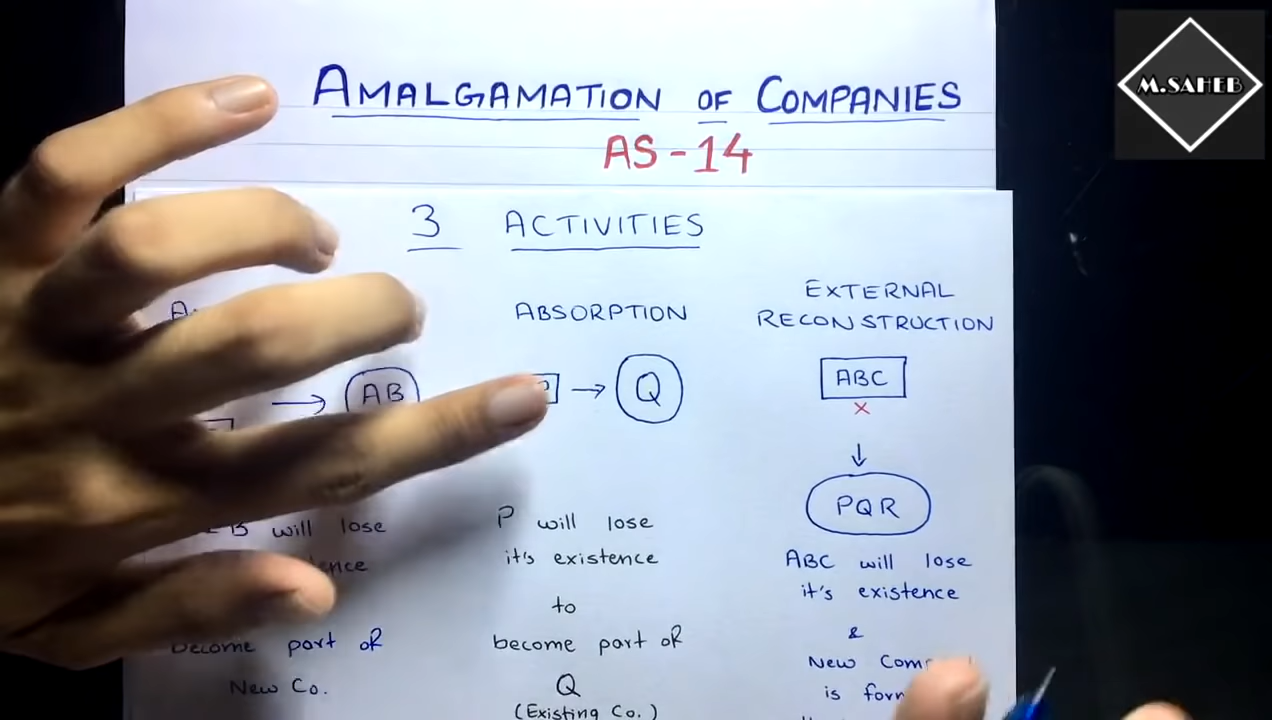 AMALGAMATION OF COMPANIES
AS-14
M.SAHEB
3 ACTIVITIES
ABSORPTION
EXTERNAL
RECONSTRUCTION
AB
Q
ABC
×
PQR
B will lose
become part of
New Co.
P will lose
it's existence
to
become part of
Q
(Existing Co.)
ABC will lose
it's existence
&
New
is